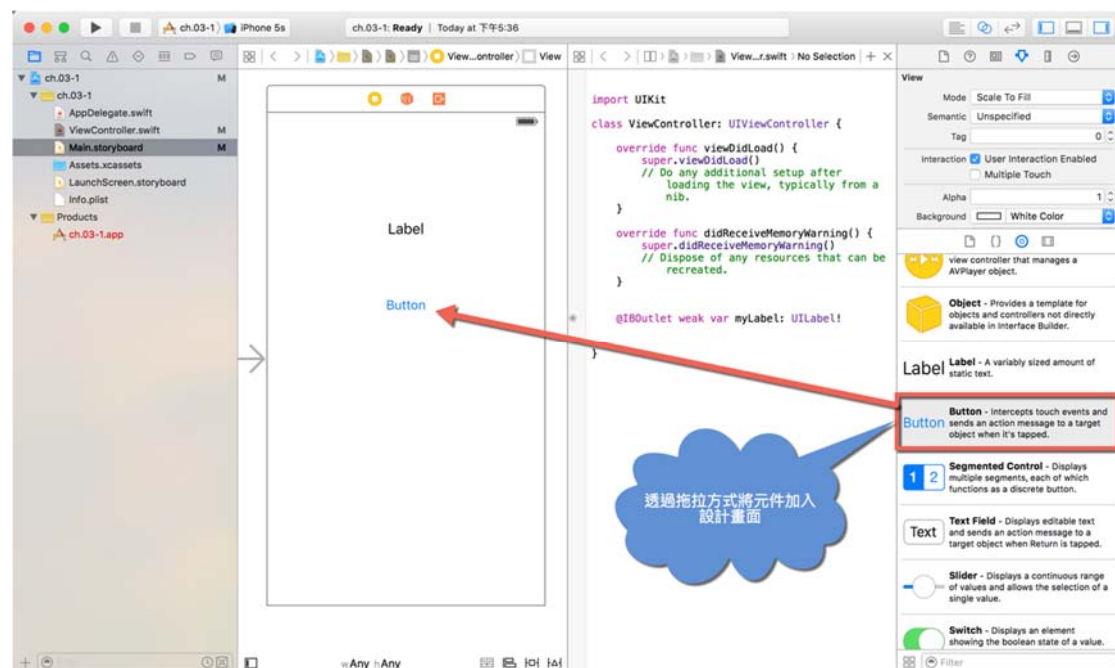 ch.03-1
iPhone 5s
ch.03-1: Ready | Today at 下午5:36
View...ontroller
View
View...r.swift
No Selection
ch.03-1
M
ch.03-1
AppDelegate.swift
ViewController.swift
M
Main.storyboard
M
Assets.xcassets
LaunchScreen.storyboard
Info.plist
Products
ch.03-1.app
Label
Button
wAny hAny
import UIKit
class ViewController: UIViewController {
override func viewDidLoad() {
super.viewDidLoad()
// Do any additional setup after
loading the view, typically from a
nib.
}
override func didReceiveMemoryWarning() {
super.didReceiveMemoryWarning()
// Dispose of any resources that can be
recreated.
}
@IBOutlet weak var myLabel: UILabel!
}
透過拖拉方式將元件加入
設計畫面
View
Mode Scale To Fill
Semantic Unspecified
Tag 0
Interaction User Interaction Enabled
Multiple Touch
Alpha 1
Background White Color
view controller that manages a
AVPlayer object.
Object - Provides a template for
objects and controllers not directly
available in Interface Builder.
Label
Label - A variably sized amount of
static text.
Button
Button - Intercepts touch events and
sends an action message to a target
object when it's tapped.
1 2
Segmented Control - Displays
multiple segments, each of which
functions as a discrete button.
Text
Text Field - Displays editable text
and sends an action message to a
target object when Return is tapped.
Slider - Displays a continuous range
of values and allows the selection of a
single value.
Switch - Displays an element
showing the boolean state of a value.
Filter